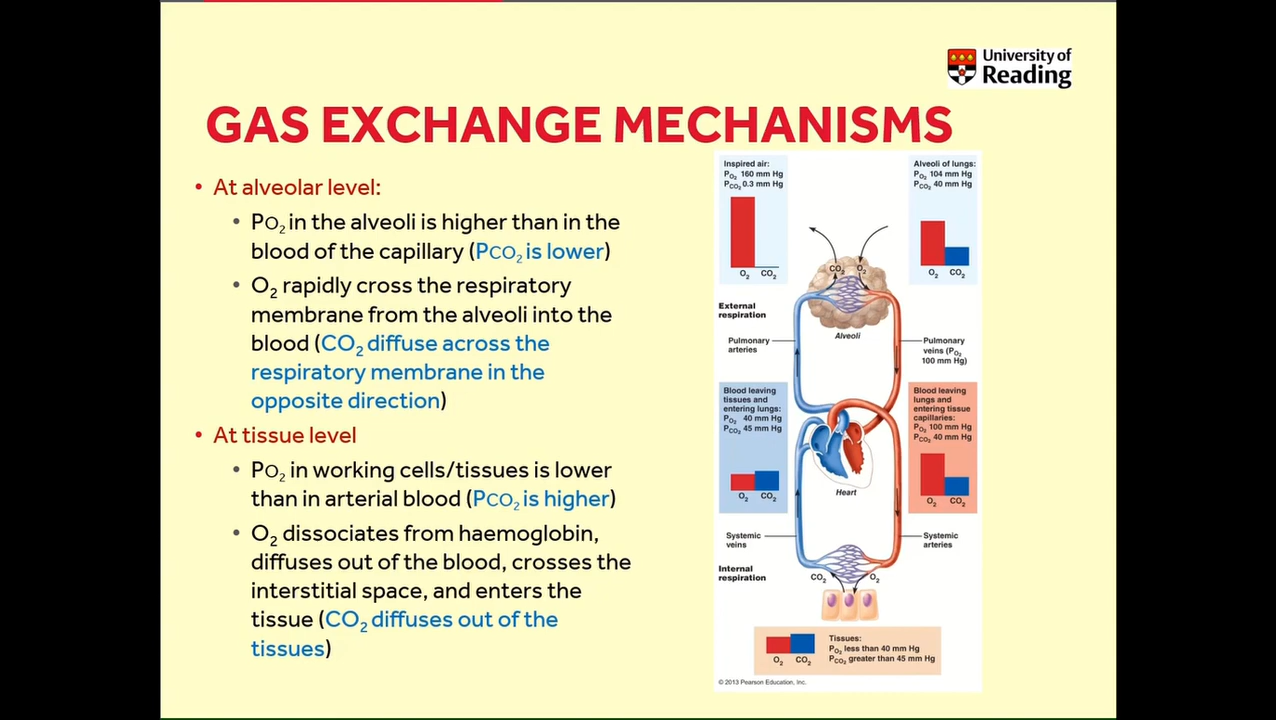 University of
Reading
GAS EXCHANGE MECHANISMS
• At alveolar level:
• PO₂ in the alveoli is higher than in the
blood of the capillary (PCO₂ is lower)
• O₂ rapidly cross the respiratory
membrane from the alveoli into the
blood (CO₂ diffuse across the
respiratory membrane in the
opposite direction)
• At tissue level
• PO₂ in working cells/tissues is lower
than in arterial blood (PCO₂ is higher)
• O₂ dissociates from haemoglobin,
diffuses out of the blood, crosses the
interstitial space, and enters the
tissue (CO₂ diffuses out of the
tissues)
Inspired air:
PO₂ 160 mm Hg
PCO₂ 0.3 mm Hg
O₂ CO₂
Alveoli of lungs:
PO₂ 104 mm Hg
PCO₂ 40 mm Hg
O₂ CO₂
CO₂ O₂
External
respiration
Alveoli
Pulmonary
arteries
Pulmonary
veins (PO₂
100 mm Hg)
Blood leaving
tissues and
entering lungs:
PO₂ 40 mm Hg
PCO₂ 45 mm Hg
O₂ CO₂
Blood leaving
lungs and
entering tissue
capillaries:
PO₂ 100 mm Hg
PCO₂ 40 mm Hg
O₂ CO₂
Heart
Systemic
veins
Systemic
arteries
Internal
respiration
CO₂ O₂
O₂ CO₂
Tissues:
PO₂ less than 40 mm Hg
PCO₂ greater than 45 mm Hg
© 2013 Pearson Education, Inc.